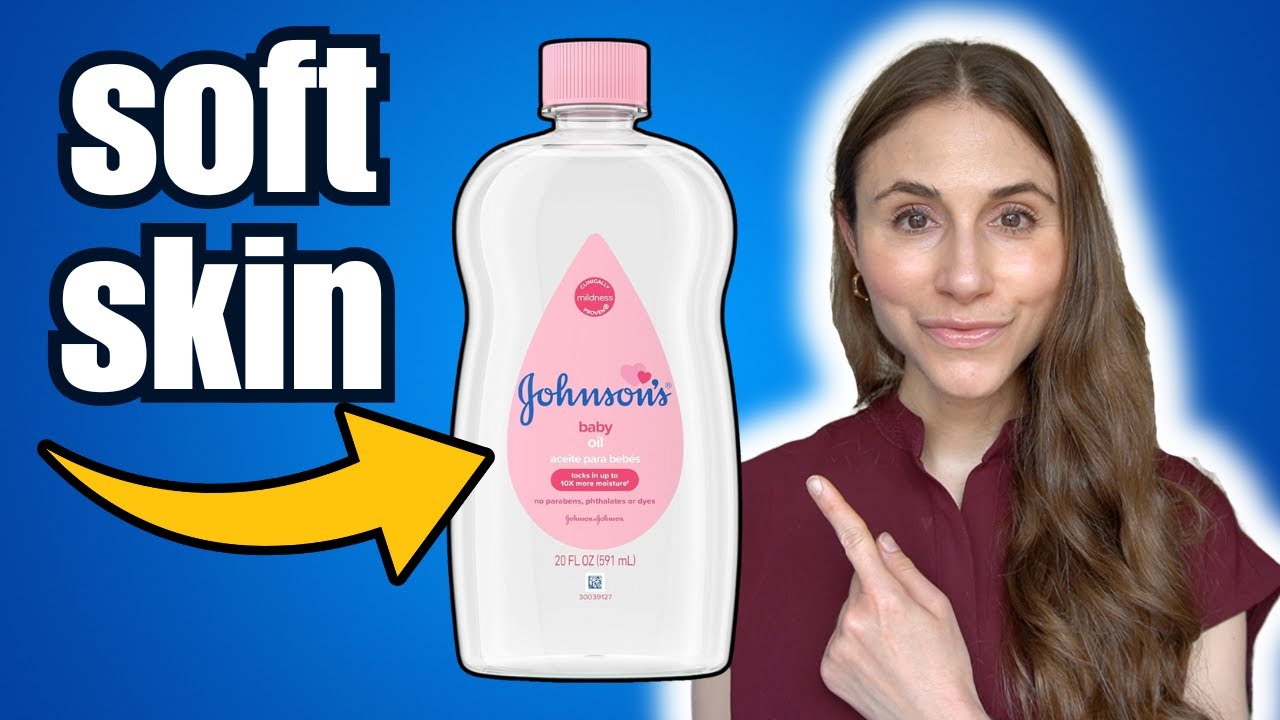 soft
skin
CLINICALLY
mildness
PROVEN®
Johnson's®
baby
oil
aceite para bebés
locks in up to
10X more moisture*
no parabens, phthalates or dyes
Johnson & Johnson
20 FL OZ (591 mL)
30039127